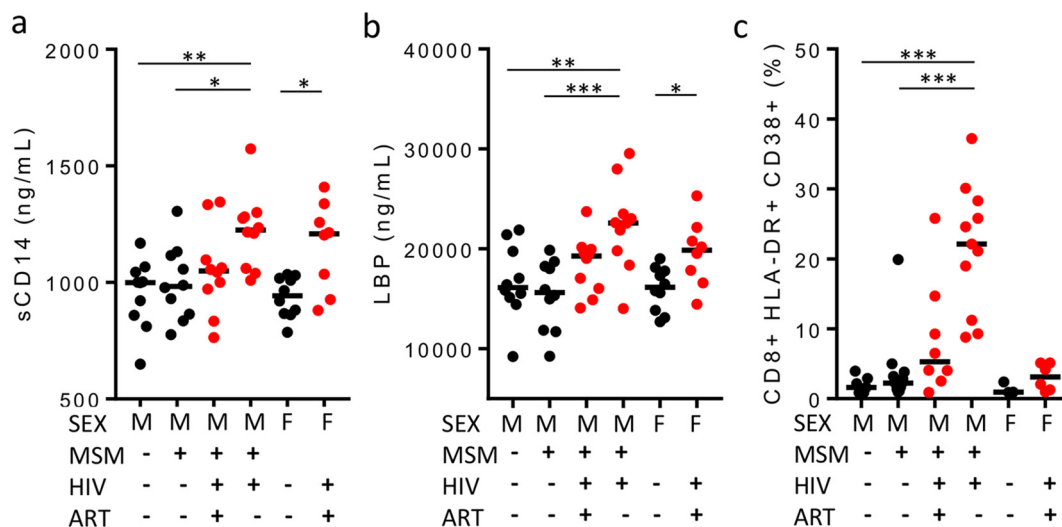 a
b
c
sCD14 (ng/mL)
2000
1500
1000
500
** 
*
*
LBP (ng/mL)
40000
30000
20000
10000
**
***
*
CD8+ HLA-DR+ CD38+ (%)
50
40
30
20
10
0
***
***
SEX M M M M F F
MSM - + + +
HIV - - + + - +
ART + +
SEX M M M M F F
MSM - + + +
HIV - - + + - +
ART + +
SEX M M M M F F
MSM - + + +
HIV - - + + - +
ART + +